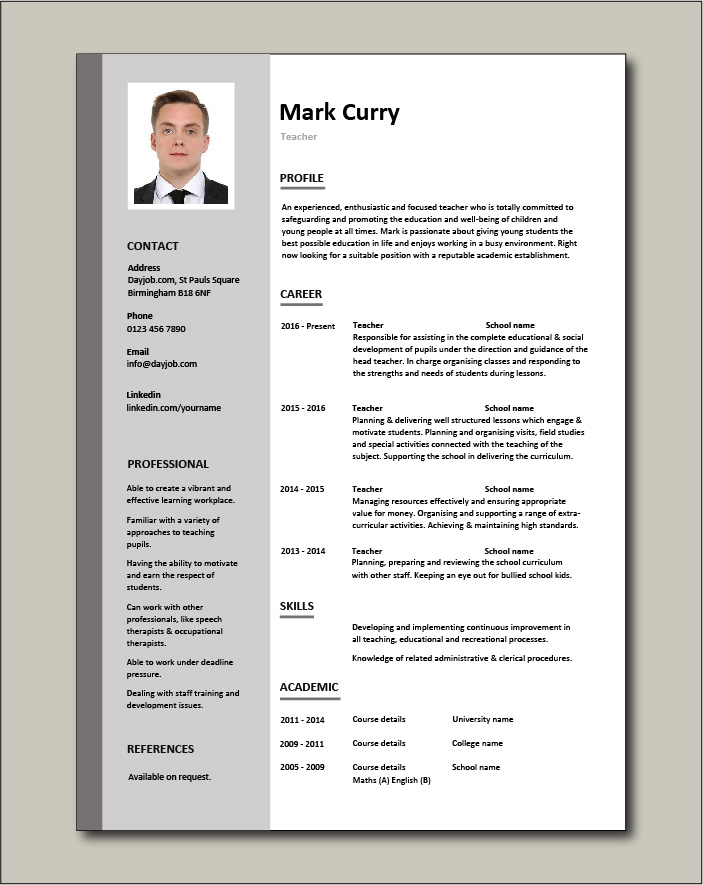 Mark Curry
Teacher
CONTACT
Address
Dayjob.com, St Pauls Square
Birmingham B18 6NF
Phone
0123 456 7890
Email
info@dayjob.com
Linkedin
linkedin.com/yourname
PROFESSIONAL
Able to create a vibrant and
effective learning workplace.
Familiar with a variety of
approaches to teaching
pupils.
Having the ability to motivate
and earn the respect of
students.
Can work with other
professionals, like speech
therapists & occupational
therapists.
Able to work under deadline
pressure.
Dealing with staff training and
development issues.
REFERENCES
Available on request.
PROFILE
An experienced, enthusiastic and focused teacher who is totally committed to
safeguarding and promoting the education and well-being of children and
young people at all times. Mark is passionate about giving young students the
best possible education in life and enjoys working in a busy environment. Right
now looking for a suitable position with a reputable academic establishment.
CAREER
2016 - Present Teacher School name
Responsible for assisting in the complete educational & social
development of pupils under the direction and guidance of the
head teacher. In charge organising classes and responding to
the strengths and needs of students during lessons.
2015 - 2016 Teacher School name
Planning & delivering well structured lessons which engage &
motivate students. Planning and organising visits, field studies
and special activities connected with the teaching of the
subject. Supporting the school in delivering the curriculum.
2014 - 2015 Teacher School name
Managing resources effectively and ensuring appropriate
value for money. Organising and supporting a range of extra-
curricular activities. Achieving & maintaining high standards.
2013 - 2014 Teacher School name
Planning, preparing and reviewing the school curriculum
with other staff. Keeping an eye out for bullied school kids.
SKILLS
Developing and implementing continuous improvement in
all teaching, educational and recreational processes.
Knowledge of related administrative & clerical procedures.
ACADEMIC
2011 - 2014 Course details University name
2009 - 2011 Course details College name
2005 - 2009 Course details School name
Maths (A) English (B)